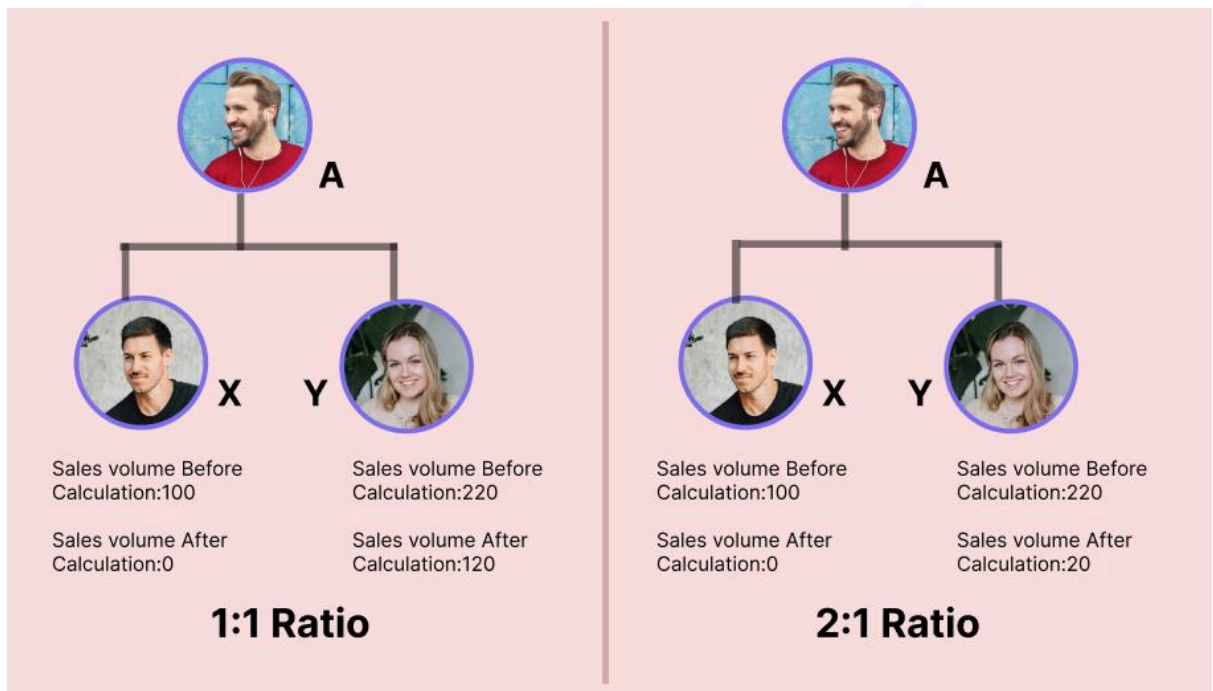 A
X
Y
Sales volume Before
Calculation:100
Sales volume After
Calculation:0
Sales volume Before
Calculation:220
Sales volume After
Calculation:120
1:1 Ratio
A
X
Y
Sales volume Before
Calculation:100
Sales volume After
Calculation:0
Sales volume Before
Calculation:220
Sales volume After
Calculation:20
2:1 Ratio